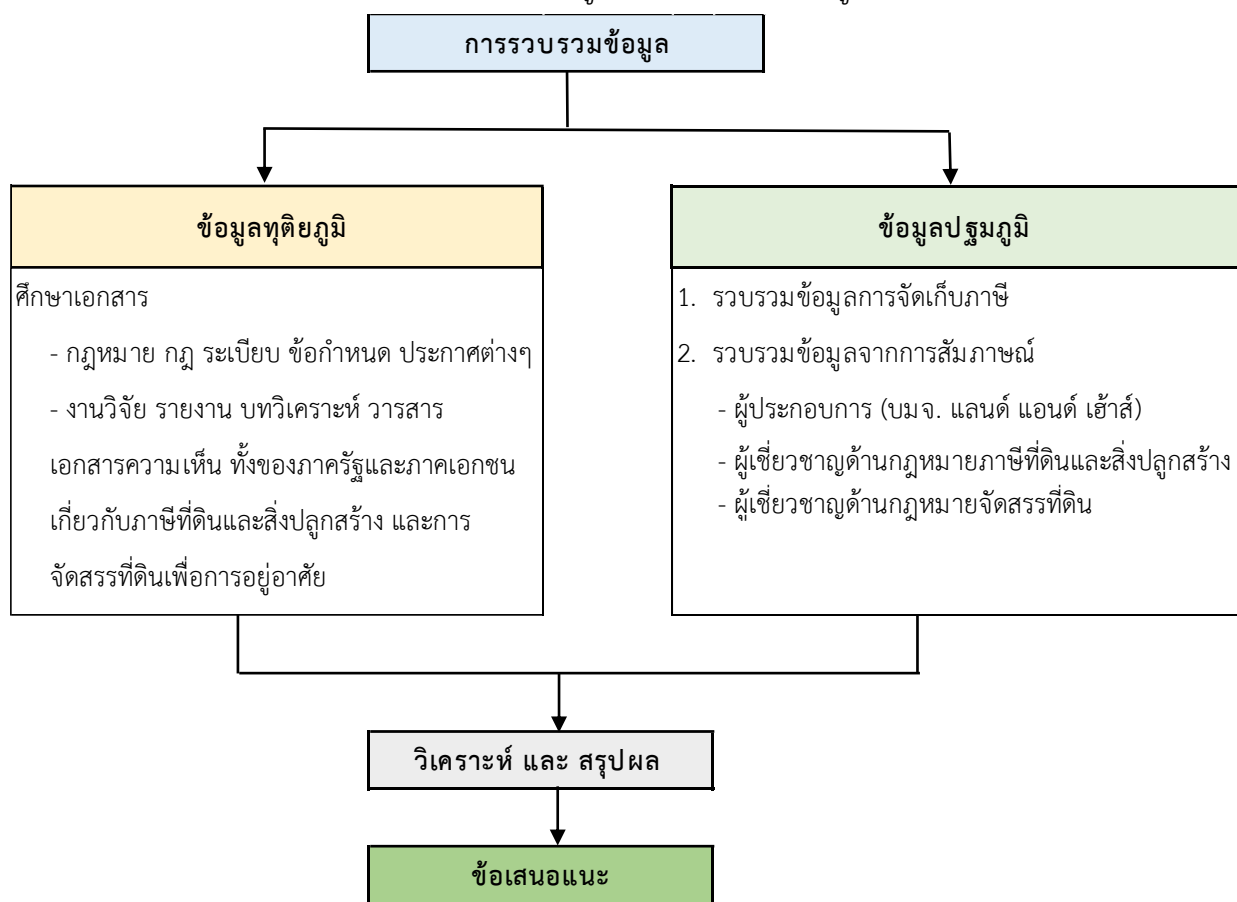 การรวบรวมข้อมูล
ข้อมูลทุติยภูมิ
ศึกษาเอกสาร
- กฎหมาย กฎ ระเบียบ ข้อกำหนด ประกาศต่างๆ
- งานวิจัย รายงาน บทวิเคราะห์ วารสาร
เอกสารความเห็น ทั้งของภาครัฐและภาคเอกชน
เกี่ยวกับภาษีที่ดินและสิ่งปลูกสร้าง และการ
จัดสรรที่ดินเพื่อการอยู่อาศัย
ข้อมูลปฐมภูมิ
1. รวบรวมข้อมูลการจัดเก็บภาษี
2. รวบรวมข้อมูลจากการสัมภาษณ์
- ผู้ประกอบการ (บมจ. แลนด์ แอนด์ เฮ้าส์)
- ผู้เชี่ยวชาญด้านกฎหมายภาษีที่ดินและสิ่งปลูกสร้าง
- ผู้เชี่ยวชาญด้านกฎหมายจัดสรรที่ดิน
วิเคราะห์ และ สรุปผล
ข้อเสนอแนะ